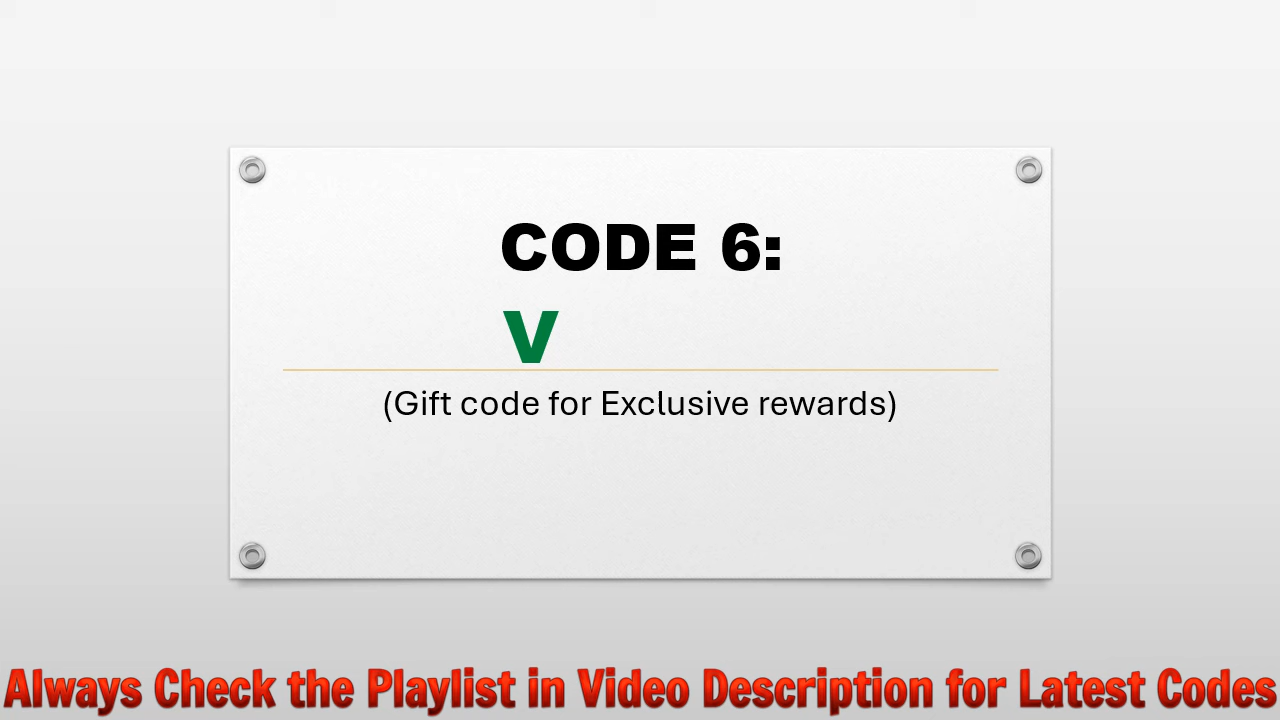 CODE 6:
V
(Gift code for Exclusive rewards)
Always Check the Playlist in Video Description for Latest Codes